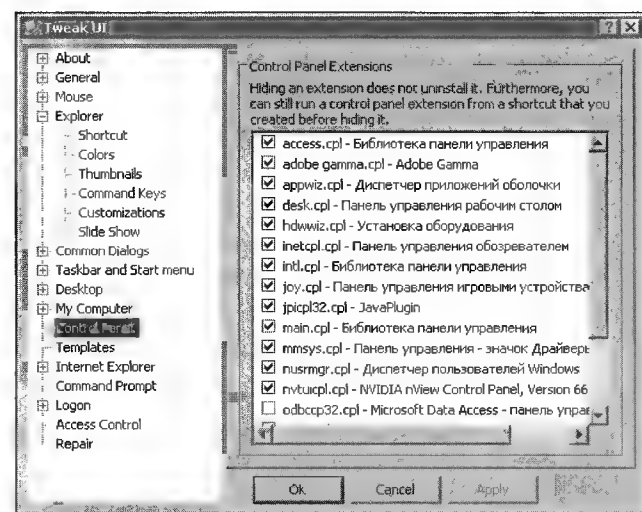 Tweak UI
About
General
Mouse
Explorer
Shortcut
Colors
Thumbnails
Command Keys
Customizations
Slide Show
Common Dialogs
Taskbar and Start menu
Desktop
My Computer
Control Panel
Templates
Internet Explorer
Command Prompt
Logon
Access Control
Repair
Control Panel Extensions
Hiding an extension does not uninstall it. Furthermore, you
can still run a control panel extension from a shortcut that you
created before hiding it.
access.cpl - Библиотека панели управления
adobe gamma.cpl - Adobe Gamma
appwiz.cpl - Диспетчер приложений оболочки
desk.cpl - Панель управления рабочим столом
hdwwiz.cpl - Установка оборудования
inetcpl.cpl - Панель управления обозревателем
intl.cpl - Библиотека панели управления
joy.cpl - Панель управления игровыми устройства
jpicpl32.cpl - JavaPlugin
main.cpl - Библиотека панели управления
mmsys.cpl - Панель управления - значок Драйверы
nusrmgr.cpl - Диспетчер пользователей Windows
nvtuicpl.cpl - NVIDIA nView Control Panel, Version 66
odbccp32.cpl - Microsoft Data Access - панель управ
Ok
Cancel
Apply